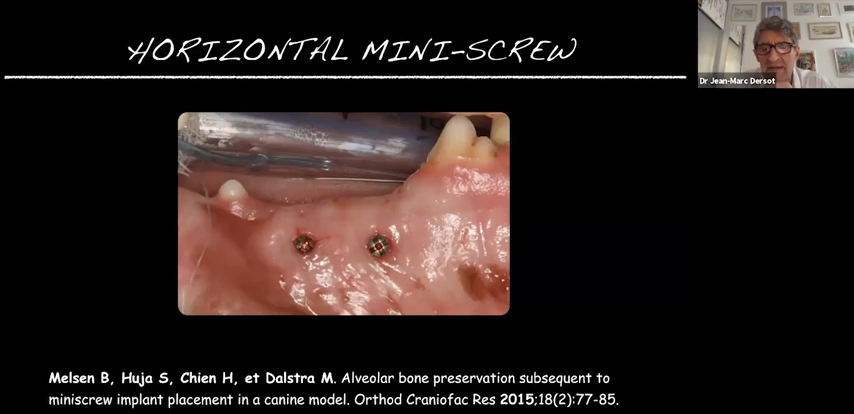 HORIZONTAL MINI-SCREW
Dr Jean-Marc Dersot
Melsen B, Huja S, Chien H, et Dalstra M. Alveolar bone preservation subsequent to
miniscrew implant placement in a canine model. Orthod Craniofac Res 2015;18(2):77-85.